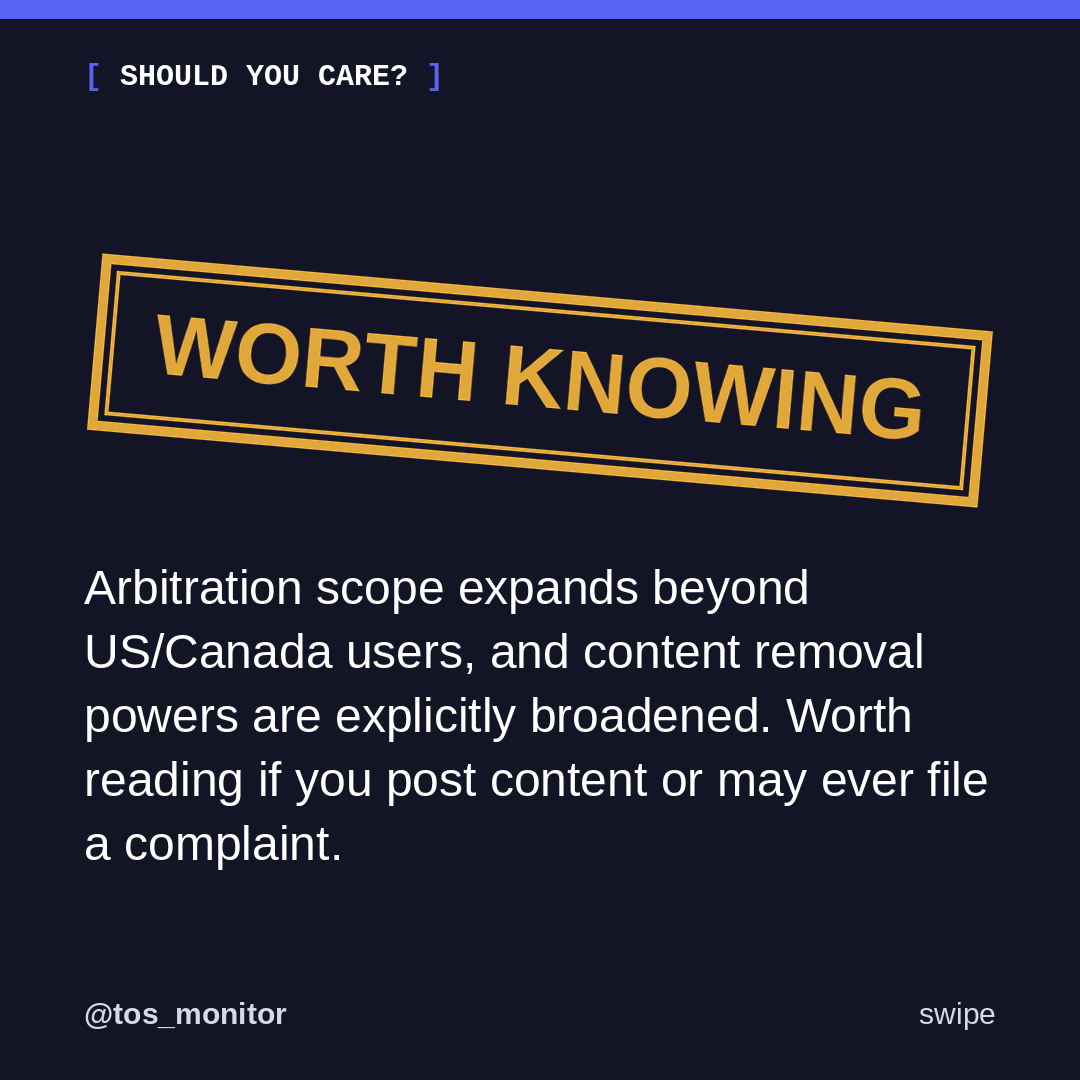 [ SHOULD YOU CARE? ]
WORTH KNOWING
Arbitration scope expands beyond
US/Canada users, and content removal
powers are explicitly broadened. Worth
reading if you post content or may ever file
a complaint.
@tos_monitor
swipe